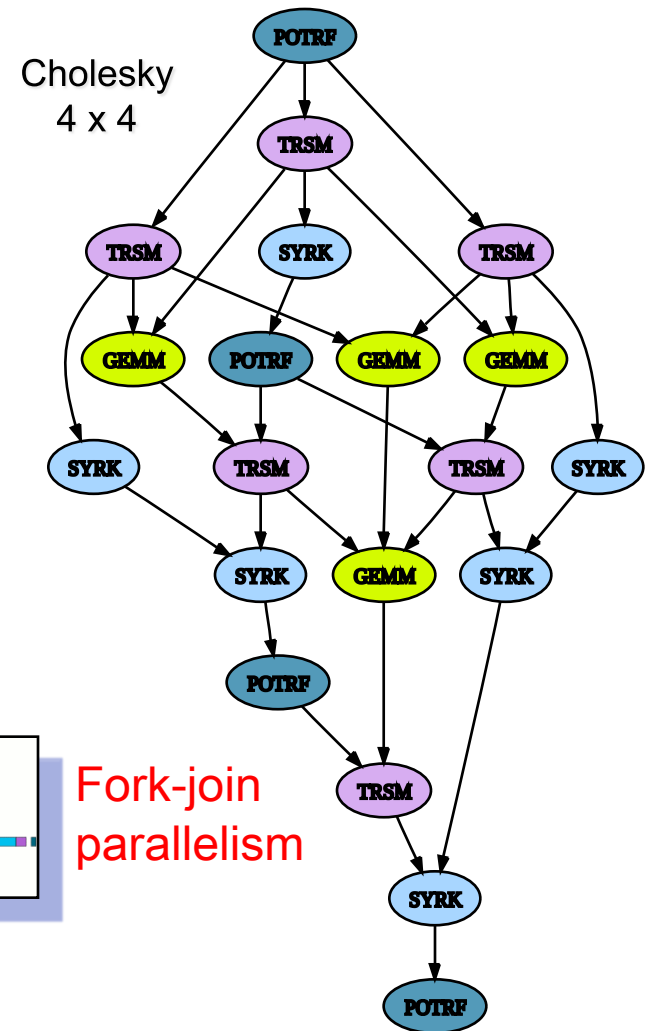 POTRF
Cholesky
4 x 4
TRSM
TRSM SYRK TRSM
GEMM POTRF GEMM GEMM
SYRK TRSM TRSM SYRK
SYRK GEMM SYRK
POTRF
Fork-join
parallelism
TRSM
SYRK
POTRF